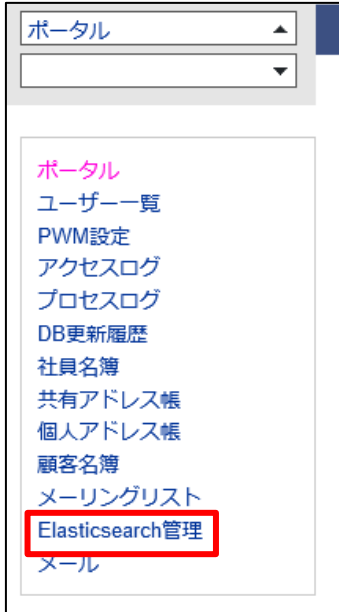 ポータル
ポータル
ユーザー一覧
PWM設定
アクセスログ
プロセスログ
DB更新履歴
社員名簿
共有アドレス帳
個人アドレス帳
顧客名簿
メーリングリスト
Elasticsearch管理
メール